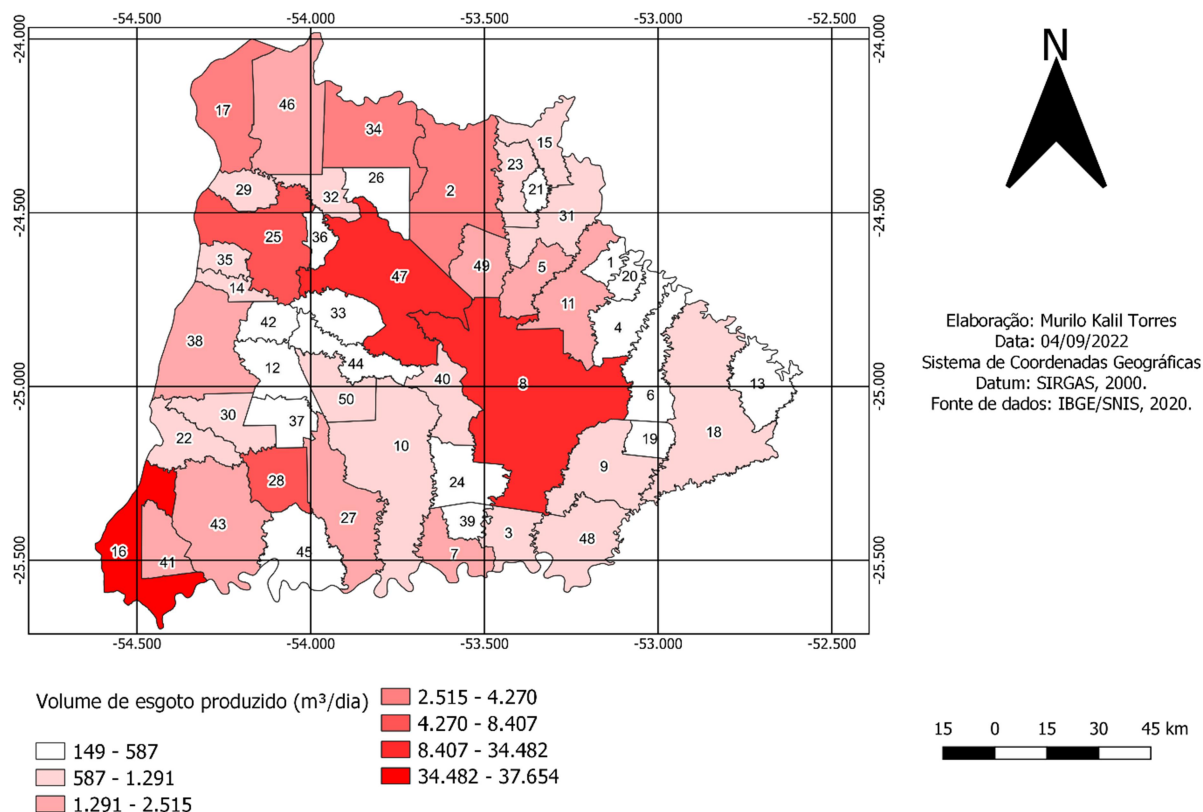 -54.500 -54.000 -53.500 -53.000 -52.500
-24.000 -24.000
N
17 46 34 15
23
2
29 32 26 21
31
-24.500 -24.500
25 36
35 47 49 5 1
20
14 11
33
42 4
38
44
12 40 8 13
-25.000 -25.000
50 6
30 37
22 10 18
19
9
28 24
43 27 39
3 48
16 45 7
41
-25.500 -25.500
-54.500 -54.000 -53.500 -53.000 -52.500
Elaboração: Murilo Kalil Torres
Data: 04/09/2022
Sistema de Coordenadas Geográficas
Datum: SIRGAS, 2000.
Fonte de dados: IBGE/SNIS, 2020.
Volume de esgoto produzido (m³/dia)
149 - 587
587 - 1.291
1.291 - 2.515
2.515 - 4.270
4.270 - 8.407
8.407 - 34.482
34.482 - 37.654
15 0 15 30 45 km